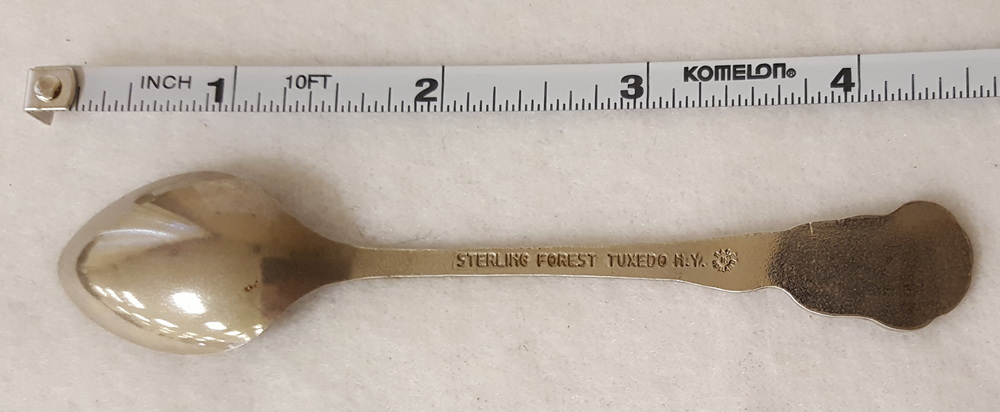 INCH 1 10FT 2 3 KOMELON® 4
STERLING FOREST TUXEDO N.Y.